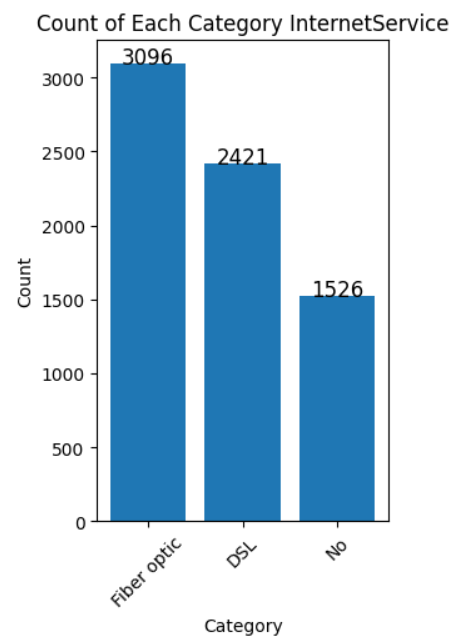 Count of Each Category InternetService
3096
3000
2500
2421
2000
Count
1526
1500
1000
500
0
Fiber optic
DSL
No
Category